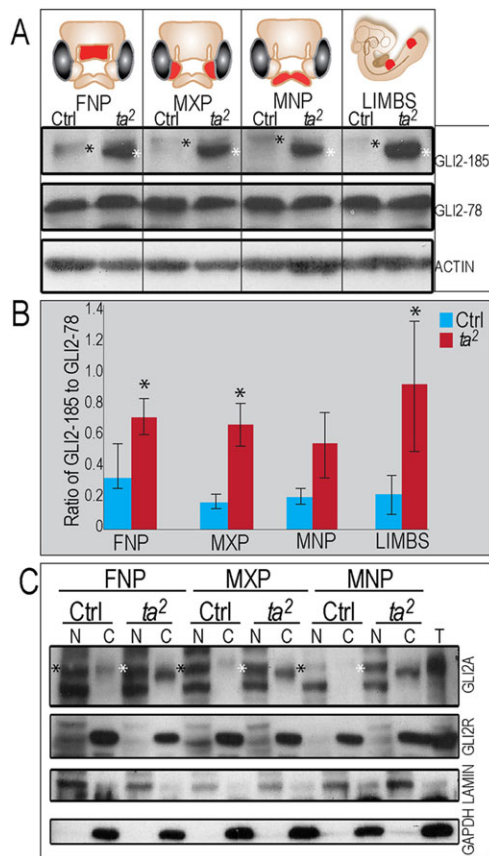 A
FNP MXP MNP LIMBS
Ctrl ta² Ctrl ta² Ctrl ta² Ctrl ta²
* * * * * * * *
GLI2-185
GLI2-78
ACTIN
B
Ratio of GLI2-185 to GLI2-78
1.4
1.2
1.0
0.8
0.6
0.4
0.2
0
* * *
Ctrl
ta²
FNP MXP MNP LIMBS
C
FNP MXP MNP
Ctrl ta² Ctrl ta² Ctrl ta²
N C N C N C N C N C N C T
* * * * * *
GLI2A
GLI2R
LAMIN
GAPDH